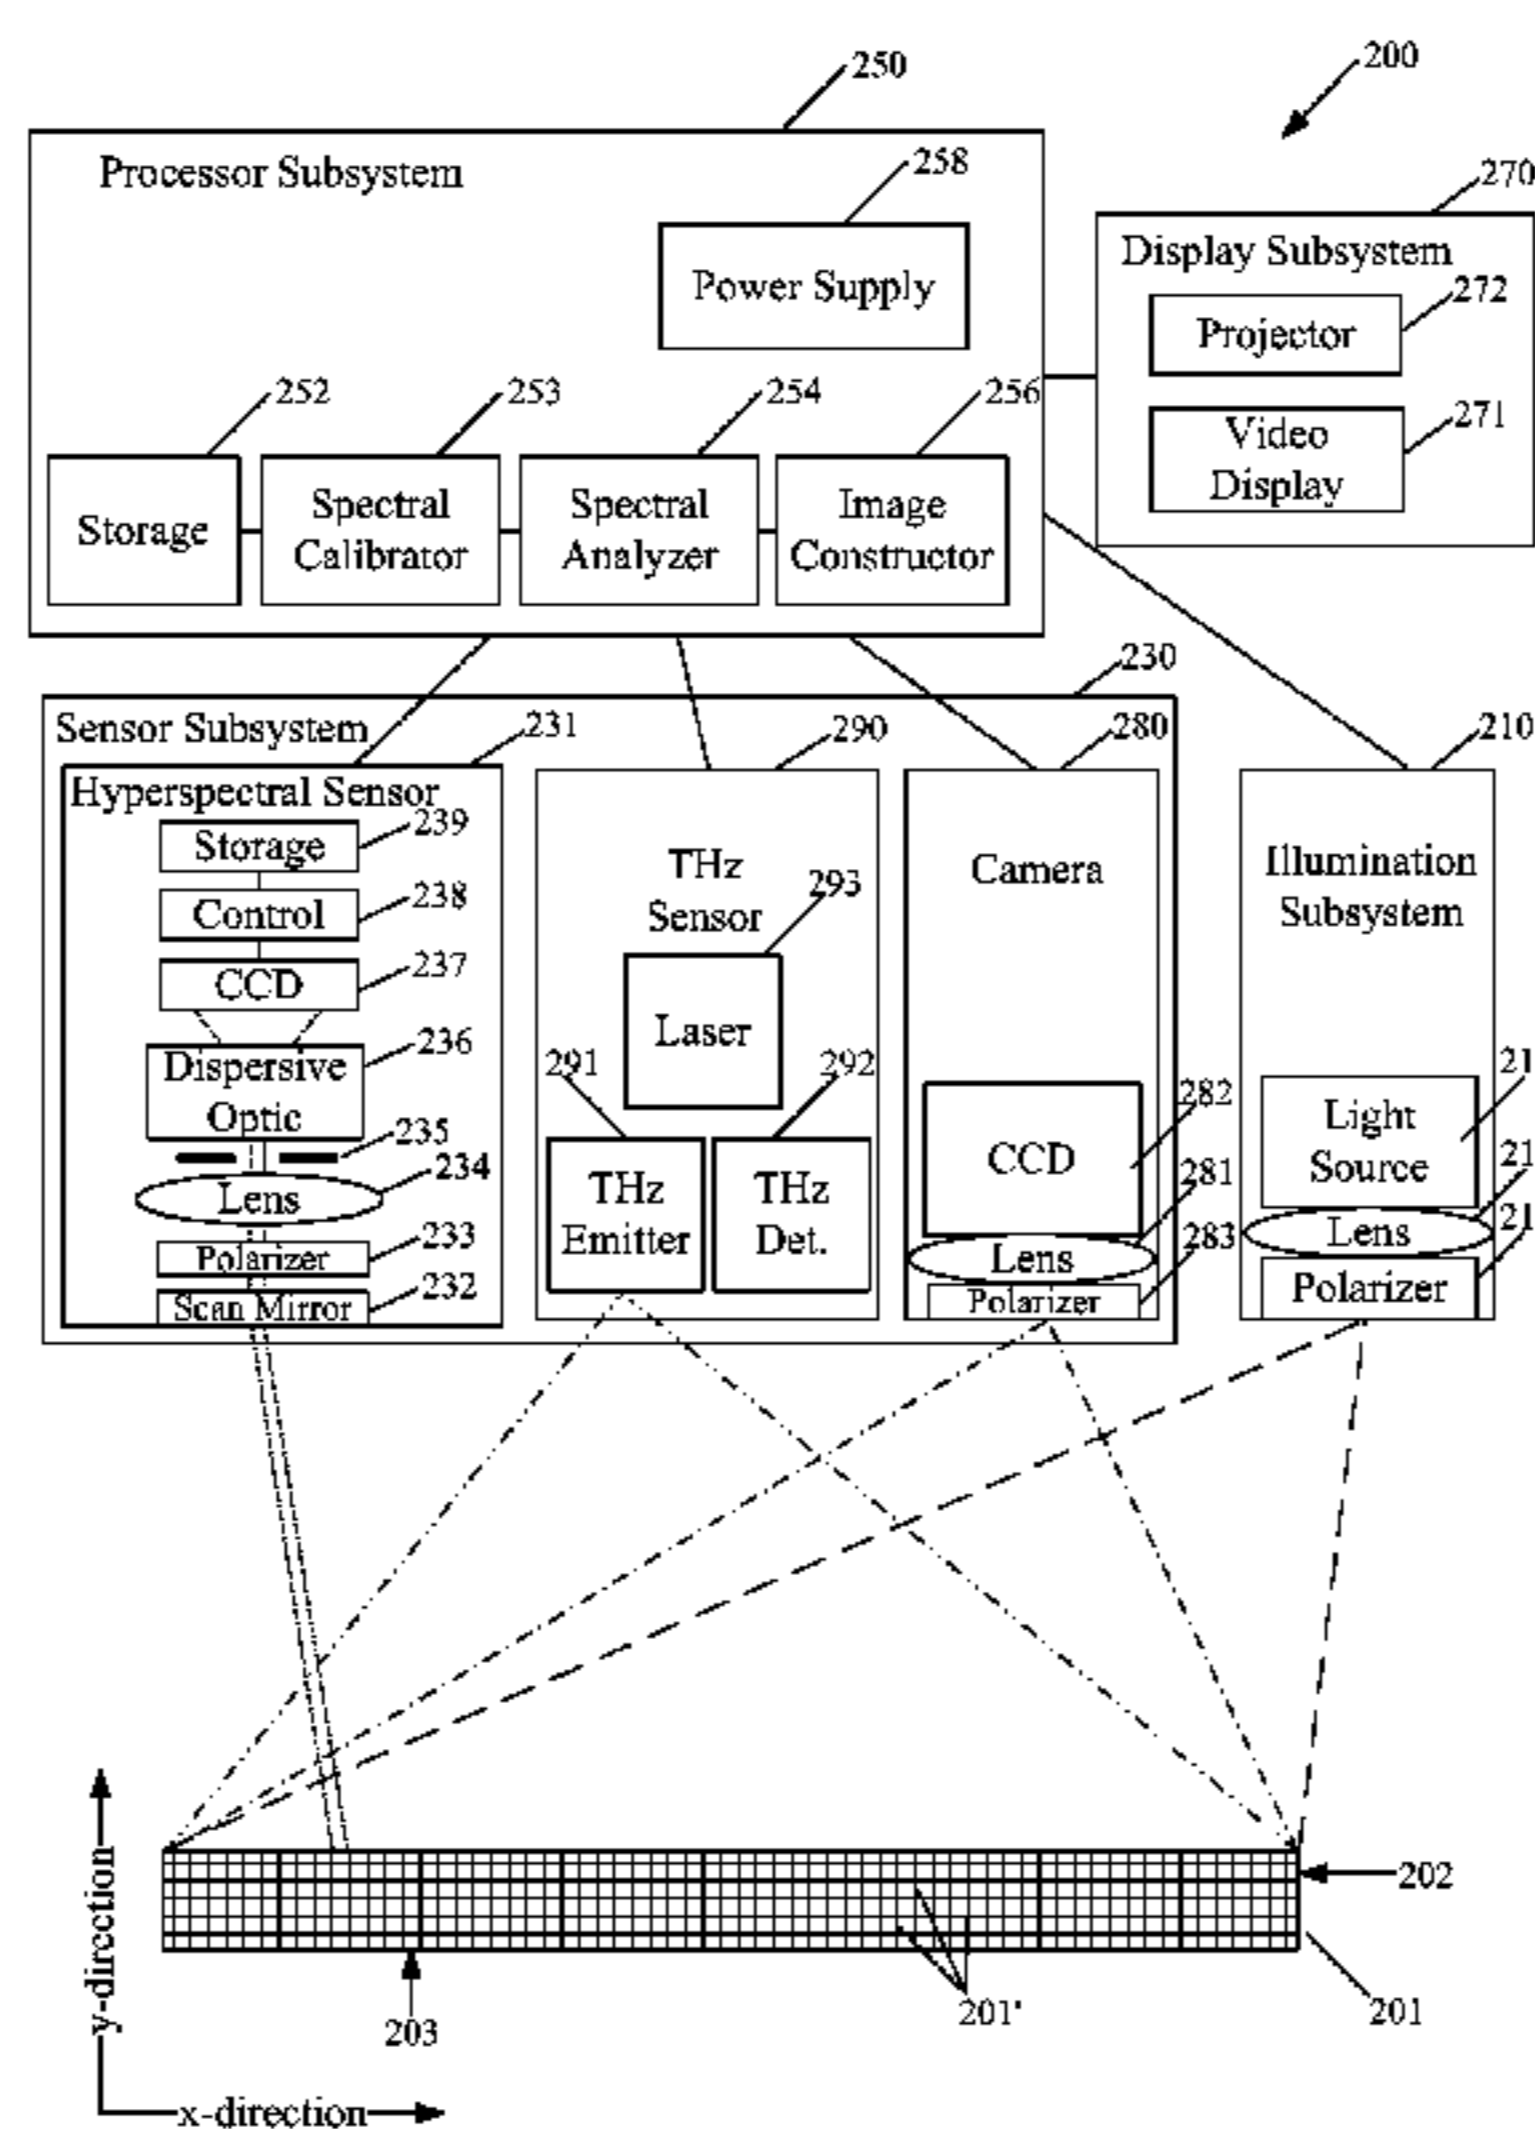 250
200
Processor Subsystem
258
270
Power Supply
Display Subsystem
272
Projector
252
253
254
256
271
Video
Display
Storage
Spectral
Calibrator
Spectral
Analyzer
Image
Constructor
230
Sensor Subsystem
231
290
280
210
Hyperspectral Sensor
239
Storage
238
Control
237
CCD
236
Dispersive
Optic
235
234
Lens
233
Polarizer
232
Scan Mirror
THz
Sensor
293
Laser
291
292
THz
Emitter
THz
Det.
Camera
282
CCD
281
Lens
283
Polarizer
Illumination
Subsystem
21
Light
Source
21
Lens
21
Polarizer
y-direction
x-direction
202
201
201'
203